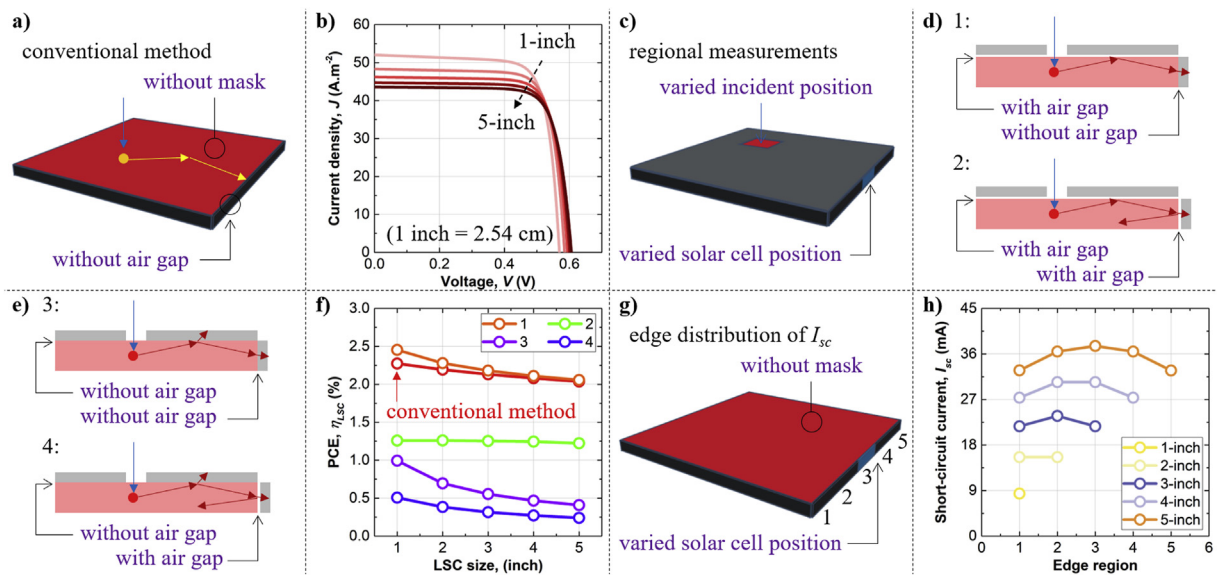 a)
conventional method
without mask
without air gap
b)
Current density, J (A.m⁻²)
60
50
40
30
20
10
0
1-inch
5-inch
(1 inch = 2.54 cm)
0.0 0.2 0.4 0.6
Voltage, V (V)
c)
regional measurements
varied incident position
varied solar cell position
d)
1:
with air gap
without air gap
2:
with air gap
with air gap
e)
3:
without air gap
without air gap
4:
without air gap
with air gap
f)
PCE, η_LSC (%)
3.0
2.5
2.0
1.5
1.0
0.5
0.0
1 2
3 4
conventional method
1 2 3 4 5
LSC size, (inch)
g)
edge distribution of I_sc
without mask
5
4
3
2
1
varied solar cell position
h)
Short-circuit current, I_sc (mA)
45
36
27
18
9
0
1-inch
2-inch
3-inch
4-inch
5-inch
0 1 2 3 4 5 6
Edge region